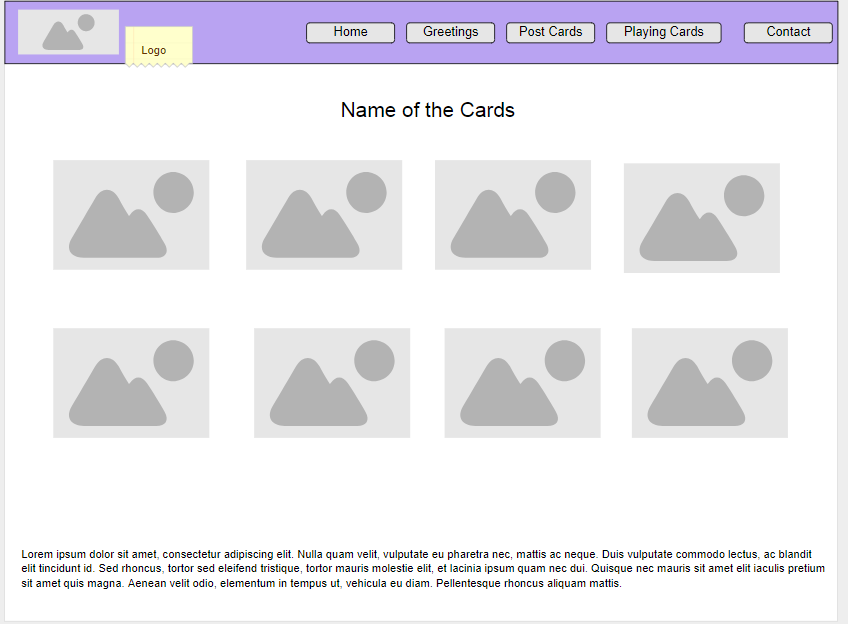 Logo
Home
Greetings
Post Cards
Playing Cards
Contact
Name of the Cards
Lorem ipsum dolor sit amet, consectetur adipiscing elit. Nulla quam velit, vulputate eu pharetra nec, mattis ac neque. Duis vulputate commodo lectus, ac blandit
elit tincidunt id. Sed rhoncus, tortor sed eleifend tristique, tortor mauris molestie elit, et lacinia ipsum quam nec dui. Quisque nec mauris sit amet elit iaculis pretium
sit amet quis magna. Aenean velit odio, elementum in tempus ut, vehicula eu diam. Pellentesque rhoncus aliquam mattis.